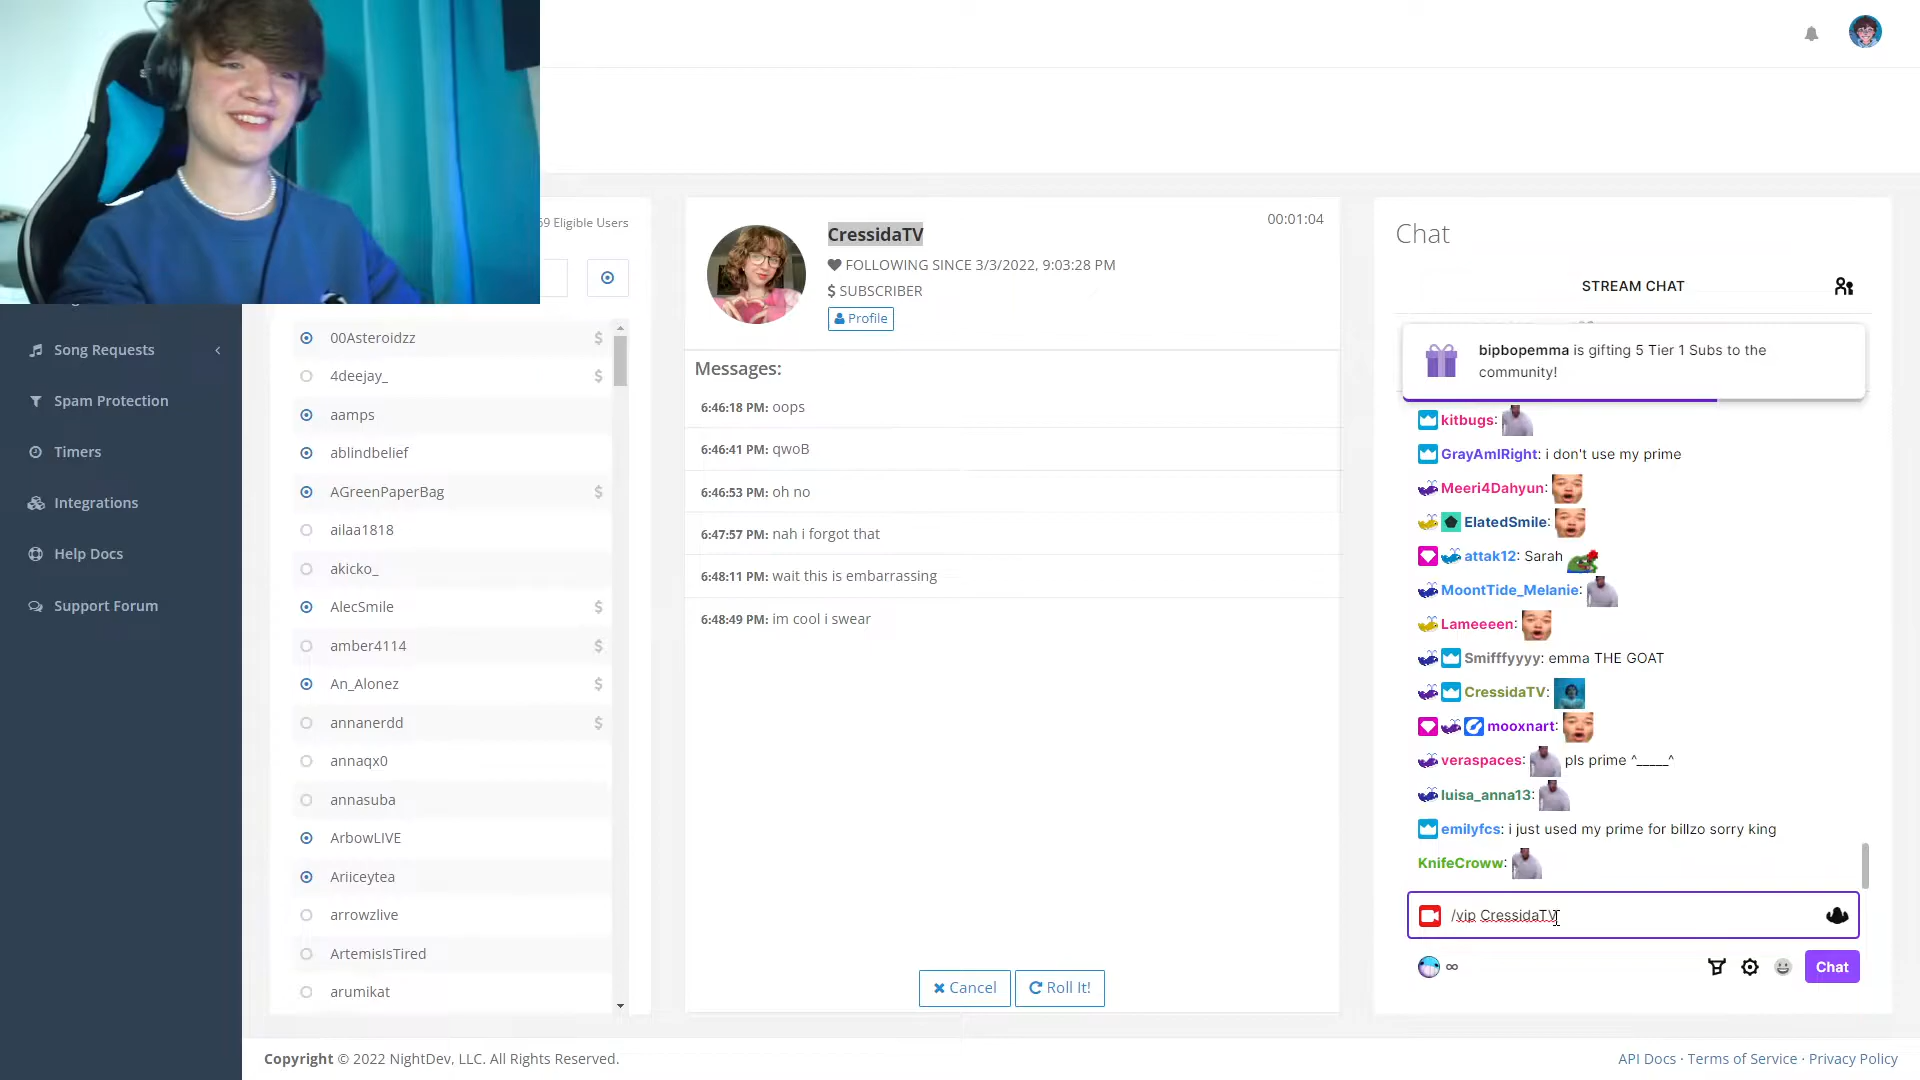 59 Eligible Users
Song Requests
Spam Protection
Timers
Integrations
Help Docs
Support Forum
00Asteroidzz $
4deejay_ $
aamps
ablindbelief
AGreenPaperBag $
ailaa1818
akicko_
AlecSmile $
amber4114 $
An_Alonez $
annanerdd $
annaqx0
annasuba
ArbowLIVE
Ariiceytea
arrowzlive
ArtemisIsTired
arumikat
CressidaTV
00:01:04
FOLLOWING SINCE 3/3/2022, 9:03:28 PM
$ SUBSCRIBER
Profile
Messages:
6:46:18 PM: oops
6:46:41 PM: qwoB
6:46:53 PM: oh no
6:47:57 PM: nah i forgot that
6:48:11 PM: wait this is embarrassing
6:48:49 PM: im cool i swear
Cancel
Roll It!
Chat
STREAM CHAT
bipbopemma is gifting 5 Tier 1 Subs to the
community!
kitbugs:
GrayAmIRight: i don't use my prime
Meeri4Dahyun:
ElatedSmile:
attak12: Sarah
MoontTide_Melanie:
Lameeeen:
Smifffyyyy: emma THE GOAT
CressidaTV:
mooxnart:
veraspaces: pls prime ^_____^
luisa_anna13:
emilyfcs: i just used my prime for billzo sorry king
KnifeCroww:
/vip CressidaTV
∞
Chat
Copyright © 2022 NightDev, LLC. All Rights Reserved.
API Docs · Terms of Service · Privacy Policy